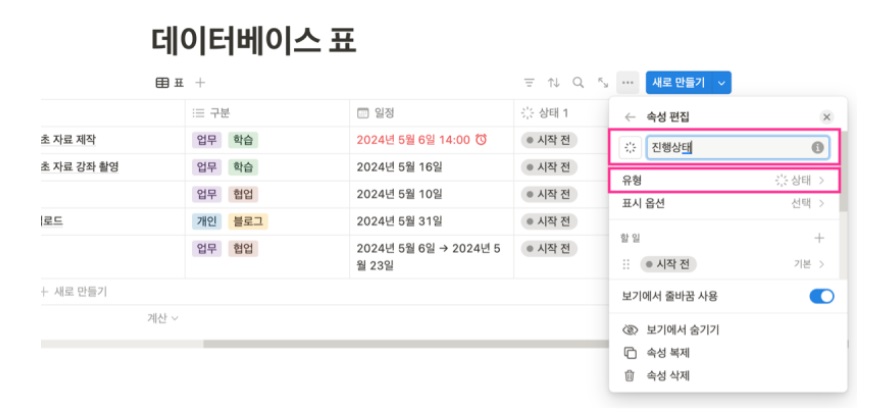 데이터베이스 표
표
새로 만들기
구분 일정 상태 1
초 자료 제작 업무 학습 2024년 5월 6일 14:00 시작 전
초 자료 강좌 촬영 업무 학습 2024년 5월 16일 시작 전
업무 협업 2024년 5월 10일 시작 전
로드 개인 블로그 2024년 5월 31일 시작 전
업무 협업 2024년 5월 6일 → 2024년 5 시작 전
월 23일
+ 새로 만들기
계산
속성 편집
진행상태
유형 상태
표시 옵션 선택
할 일
시작 전 기본
보기에서 줄바꿈 사용
보기에서 숨기기
속성 복제
속성 삭제